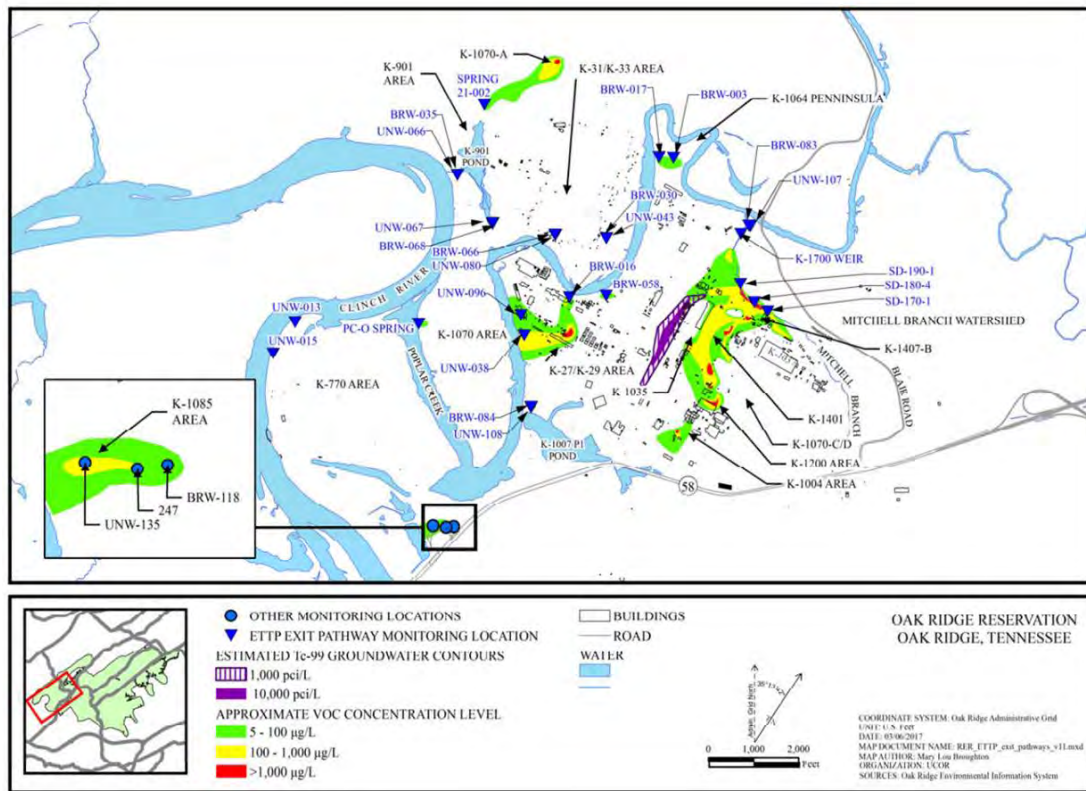 K-1070-A
K-901
AREA
SPRING
21-002
K-31/K-33 AREA
BRW-017
BRW-003
K-1064 PENNINSULA
BRW-035
UNW-066
K-901
POND
BRW-083
UNW-107
BRW-030
UNW-043
UNW-067
BRW-068
BRW-066
UNW-080
K-1700 WEIR
BRW-016
SD-190-1
BRW-058
SD-180-4
UNW-096
SD-170-1
UNW-013
CLINCH RIVER
PC-O SPRING
K-1070 AREA
MITCHELL BRANCH WATERSHED
UNW-015
K-1407-B
POPLAR CREEK
UNW-038
K-27/K-29 AREA
K-770 AREA
K-1035
MITCHELL
BRANCH
BLAIR ROAD
K-1401
BRW-084
UNW-108
K-1070-C/D
K-1007 P1
POND
K-1200 AREA
K-1004 AREA
58
K-1085
AREA
BRW-118
247
UNW-135
OTHER MONITORING LOCATIONS
ETTP EXIT PATHWAY MONITORING LOCATION
ESTIMATED Tc-99 GROUNDWATER CONTOURS
1,000 pci/L
10,000 pci/L
APPROXIMATE VOC CONCENTRATION LEVEL
5 - 100 µg/L
100 - 1,000 µg/L
>1,000 µg/L
BUILDINGS
ROAD
WATER
0 1,000 2,000
Feet
OAK RIDGE RESERVATION
OAK RIDGE, TENNESSEE
COORDINATE SYSTEM: Oak Ridge Administrative Grid
UNIT: U.S. Feet
DATE: 03/06/2017
MAP DOCUMENT NAME: RER_ETTP_exit_pathways_v11.mxd
MAP AUTHOR: Mary Lou Broughton
ORGANIZATION: UCOR
SOURCES: Oak Ridge Environmental Information System